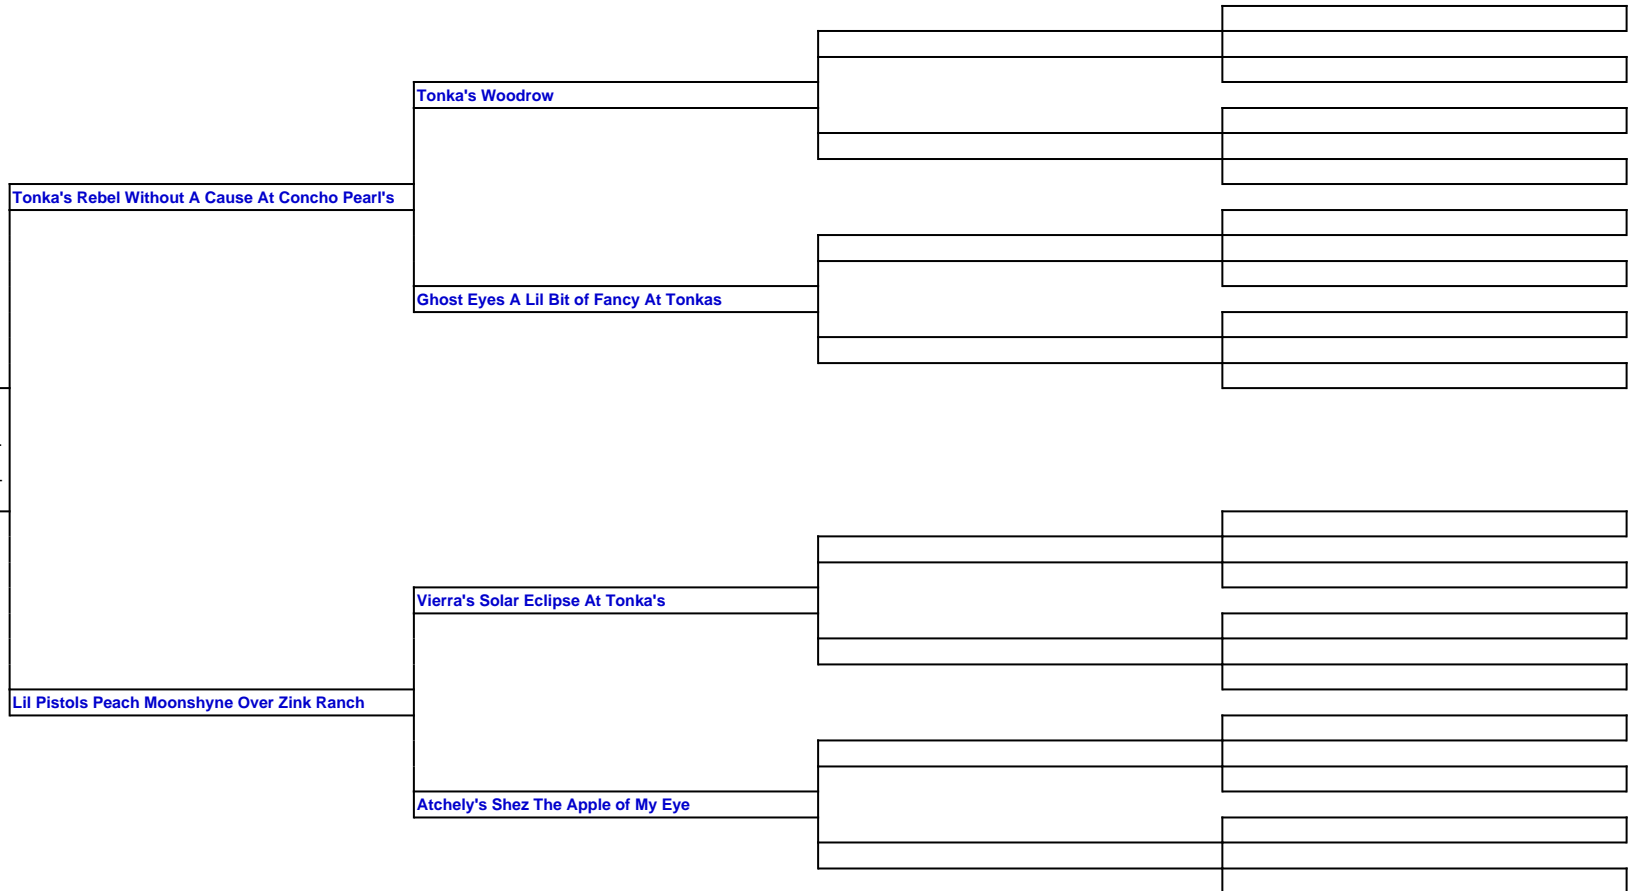 Tonka's Woodrow
Tonka's Rebel Without A Cause At Concho Pearl's
Ghost Eyes A Lil Bit of Fancy At Tonkas
Vierra's Solar Eclipse At Tonka's
Lil Pistols Peach Moonshyne Over Zink Ranch
Atchely's Shez The Apple of My Eye